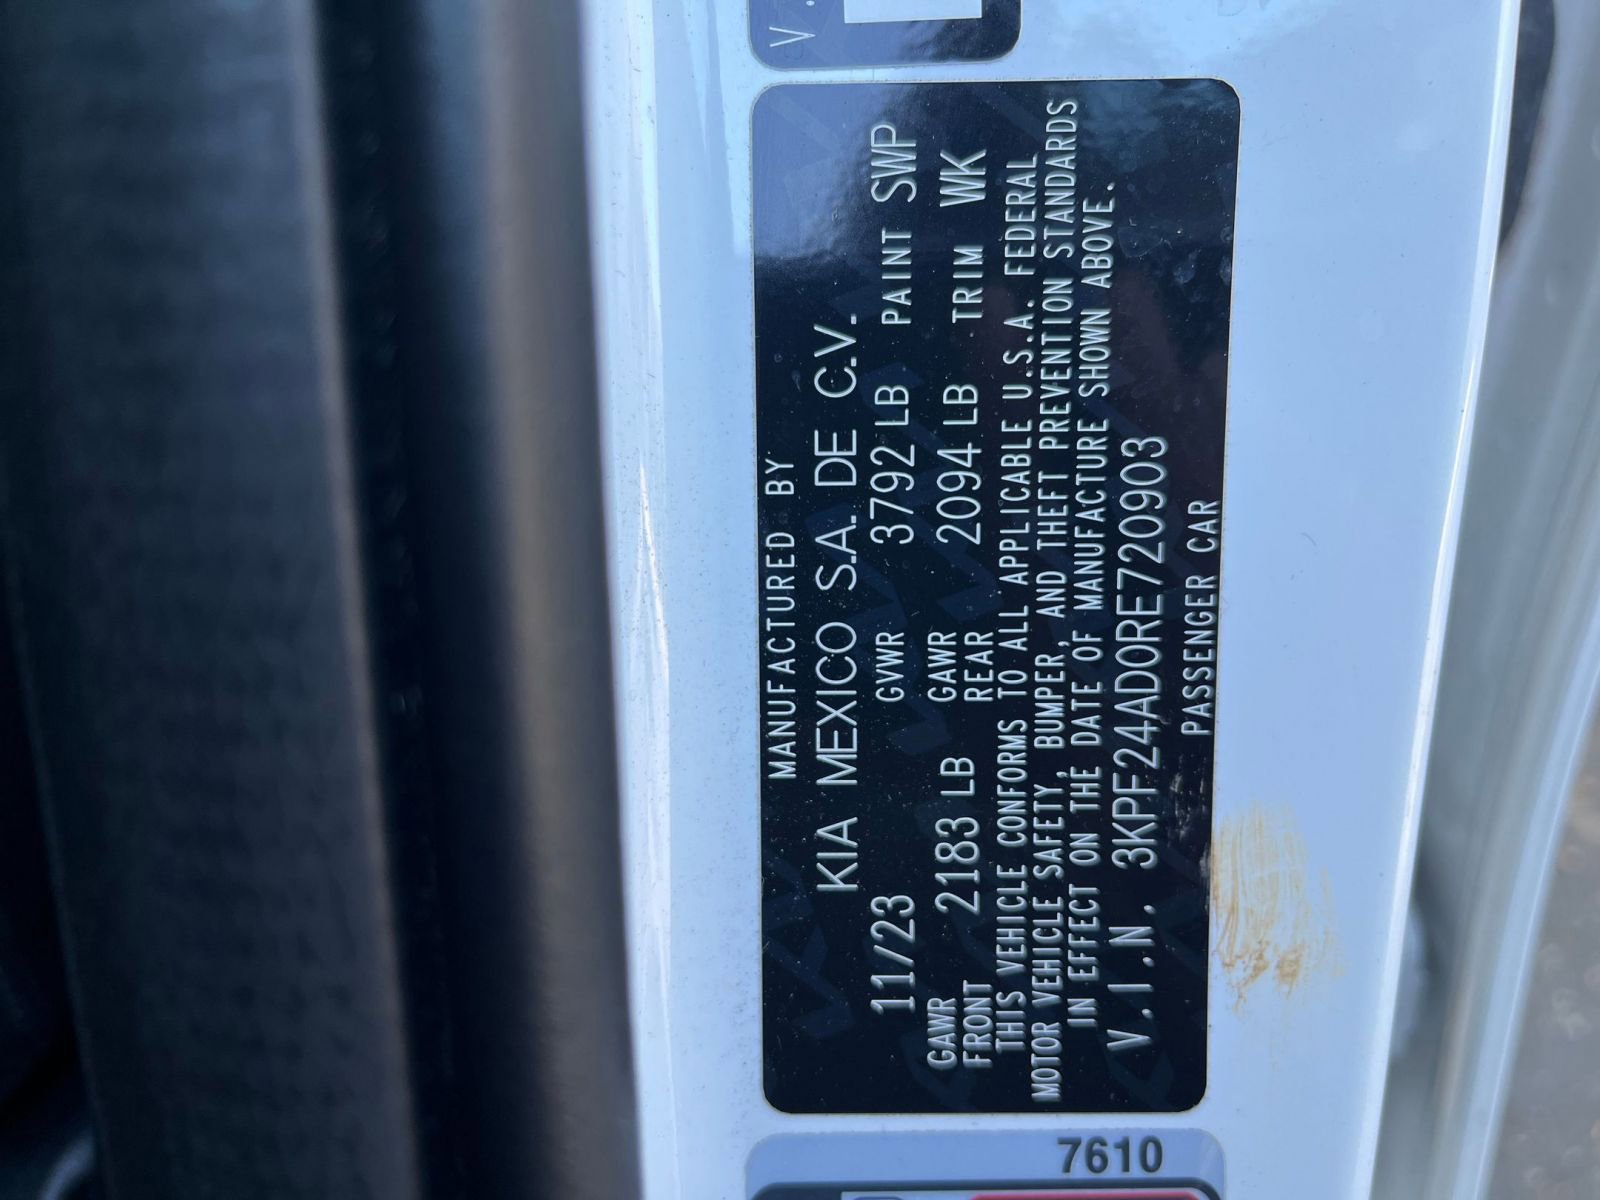 MANUFACTURED BY
KIA MEXICO S.A. DE C.V.
11/23 GVWR 3792 LB PAINT SWP
GAWR FRONT 2183 LB GAWR REAR 2094 LB TRIM WK
THIS VEHICLE CONFORMS TO ALL APPLICABLE U.S.A. FEDERAL
MOTOR VEHICLE SAFETY, BUMPER, AND THEFT PREVENTION STANDARDS
IN EFFECT ON THE DATE OF MANUFACTURE SHOWN ABOVE.
V.I.N. 3KPF24AD0RE720903
PASSENGER CAR
7610